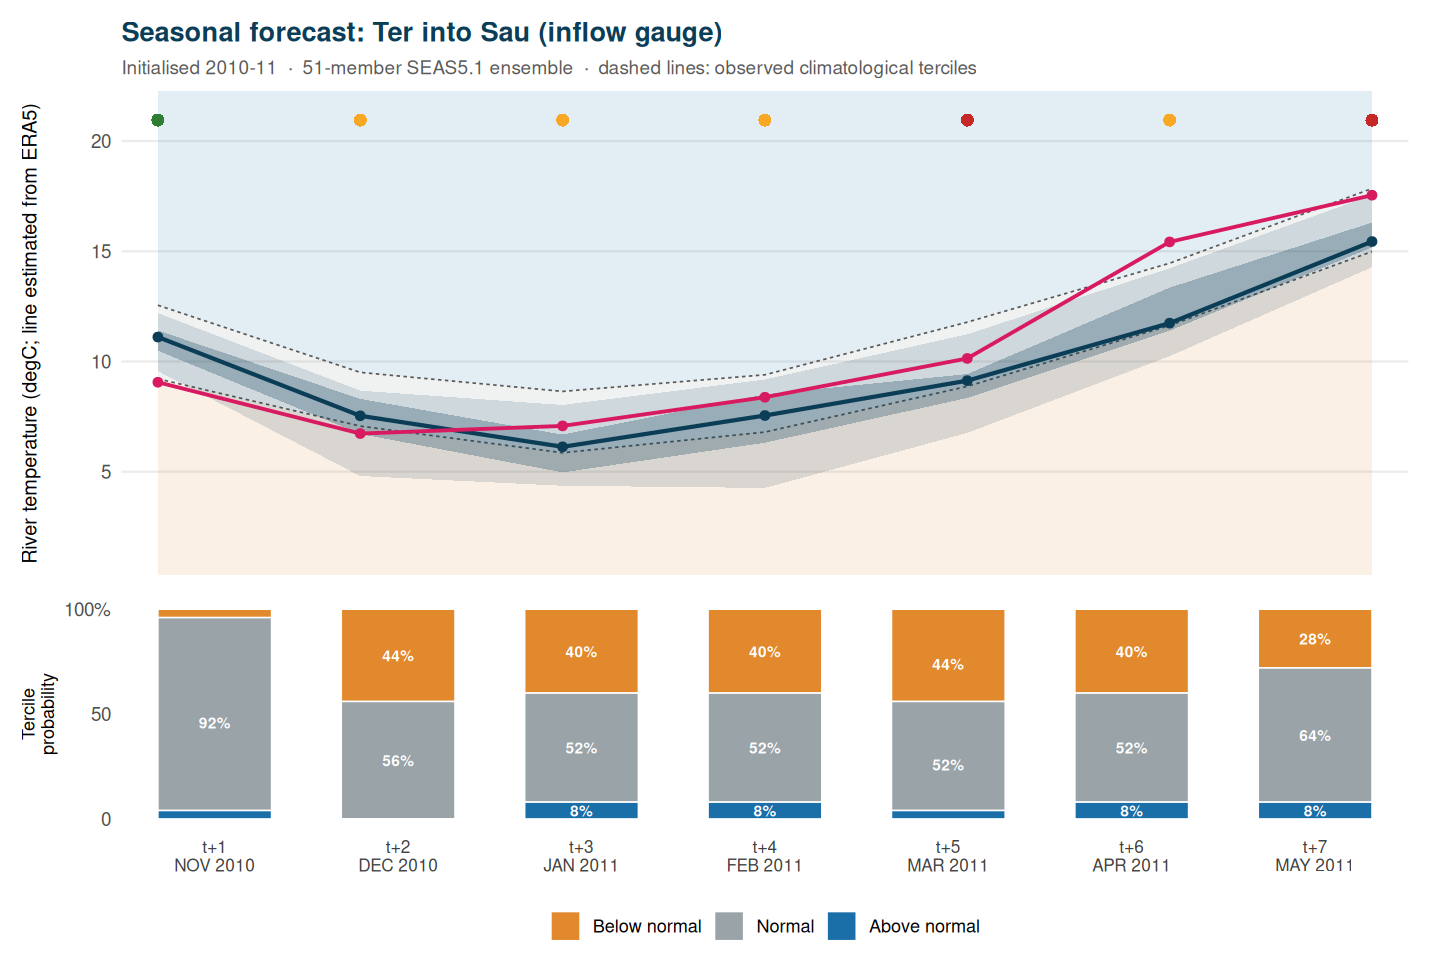 Seasonal forecast: Ter into Sau (inflow gauge)
Initialised 2010-11 · 51-member SEAS5.1 ensemble · dashed lines: observed climatological terciles
River temperature (degC; line estimated from ERA5)
20
15
10
5
Tercile
probability
100%
50
0
92%
44%
56%
40%
52%
8%
40%
52%
8%
44%
52%
40%
52%
8%
28%
64%
8%
t+1
NOV 2010
t+2
DEC 2010
t+3
JAN 2011
t+4
FEB 2011
t+5
MAR 2011
t+6
APR 2011
t+7
MAY 2011
Below normal
Normal
Above normal